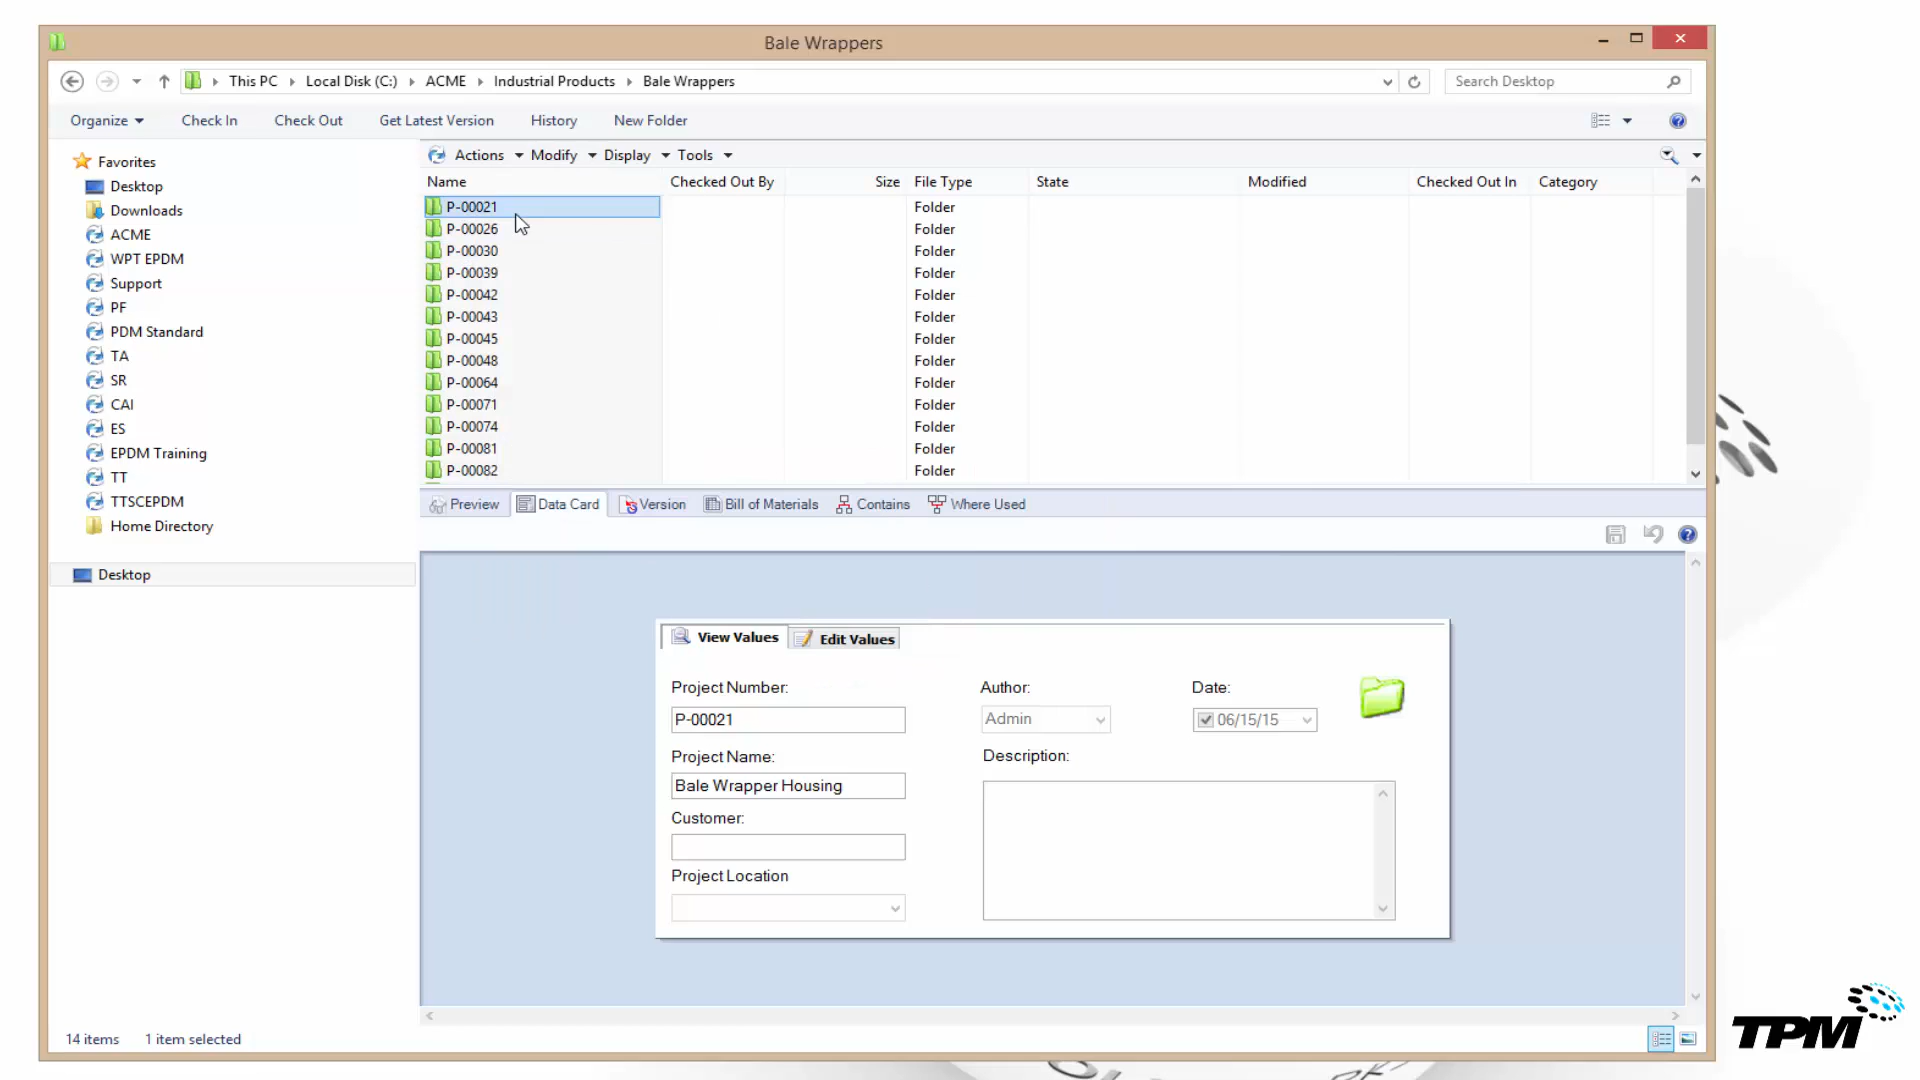 Bale Wrappers
This PC Local Disk (C:) ACME Industrial Products Bale Wrappers
Search Desktop
Organize Check In Check Out Get Latest Version History New Folder
Favorites
Desktop
Downloads
ACME
WPT EPDM
Support
PF
PDM Standard
TA
SR
CAI
ES
EPDM Training
TT
TTSCEPDM
Home Directory
Desktop
Actions Modify Display Tools
Name Checked Out By Size File Type State Modified Checked Out In Category
P-00021 Folder
P-00026 Folder
P-00030 Folder
P-00039 Folder
P-00042 Folder
P-00043 Folder
P-00045 Folder
P-00048 Folder
P-00064 Folder
P-00071 Folder
P-00074 Folder
P-00081 Folder
P-00082 Folder
Preview Data Card Version Bill of Materials Contains Where Used
View Values Edit Values
Project Number: Author: Date:
P-00021 Admin 06/15/15
Project Name: Description:
Bale Wrapper Housing
Customer:
Project Location
14 items 1 item selected
TPM